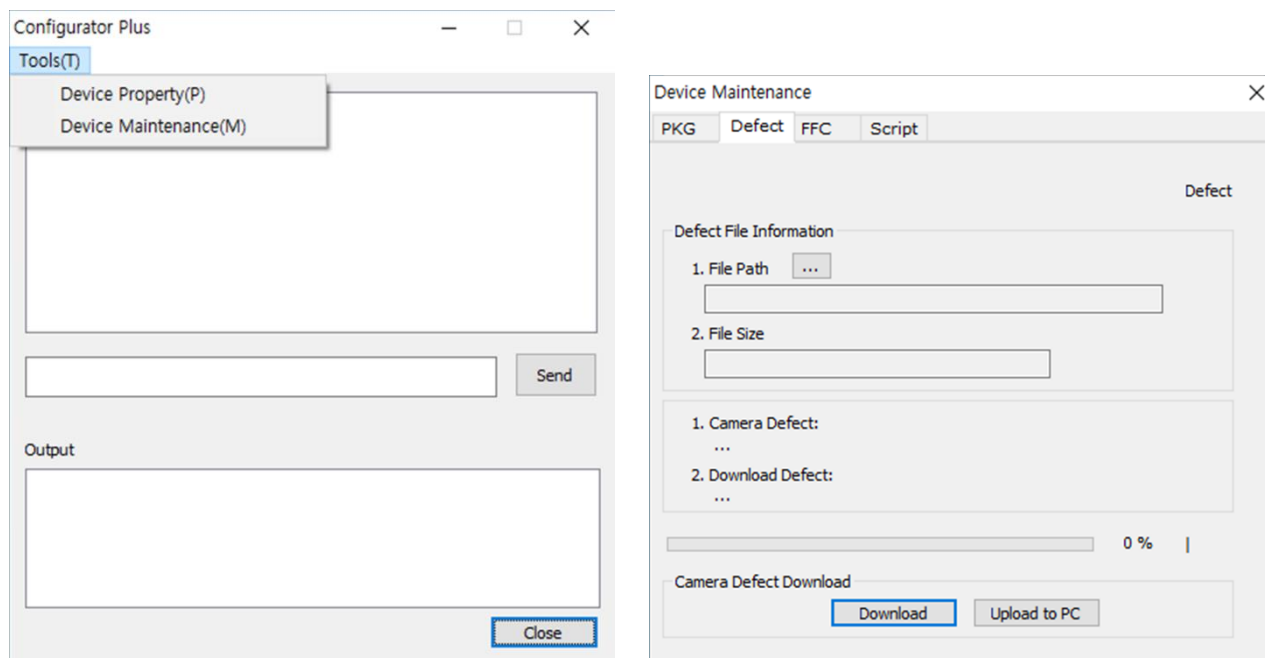 Configurator Plus
Tools(T)
Device Property(P)
Device Maintenance(M)
Send
Output
Close
Device Maintenance
PKG Defect FFC Script
Defect
Defect File Information
1. File Path ...
2. File Size
1. Camera Defect:
...
2. Download Defect:
...
0 %
Camera Defect Download
Download Upload to PC